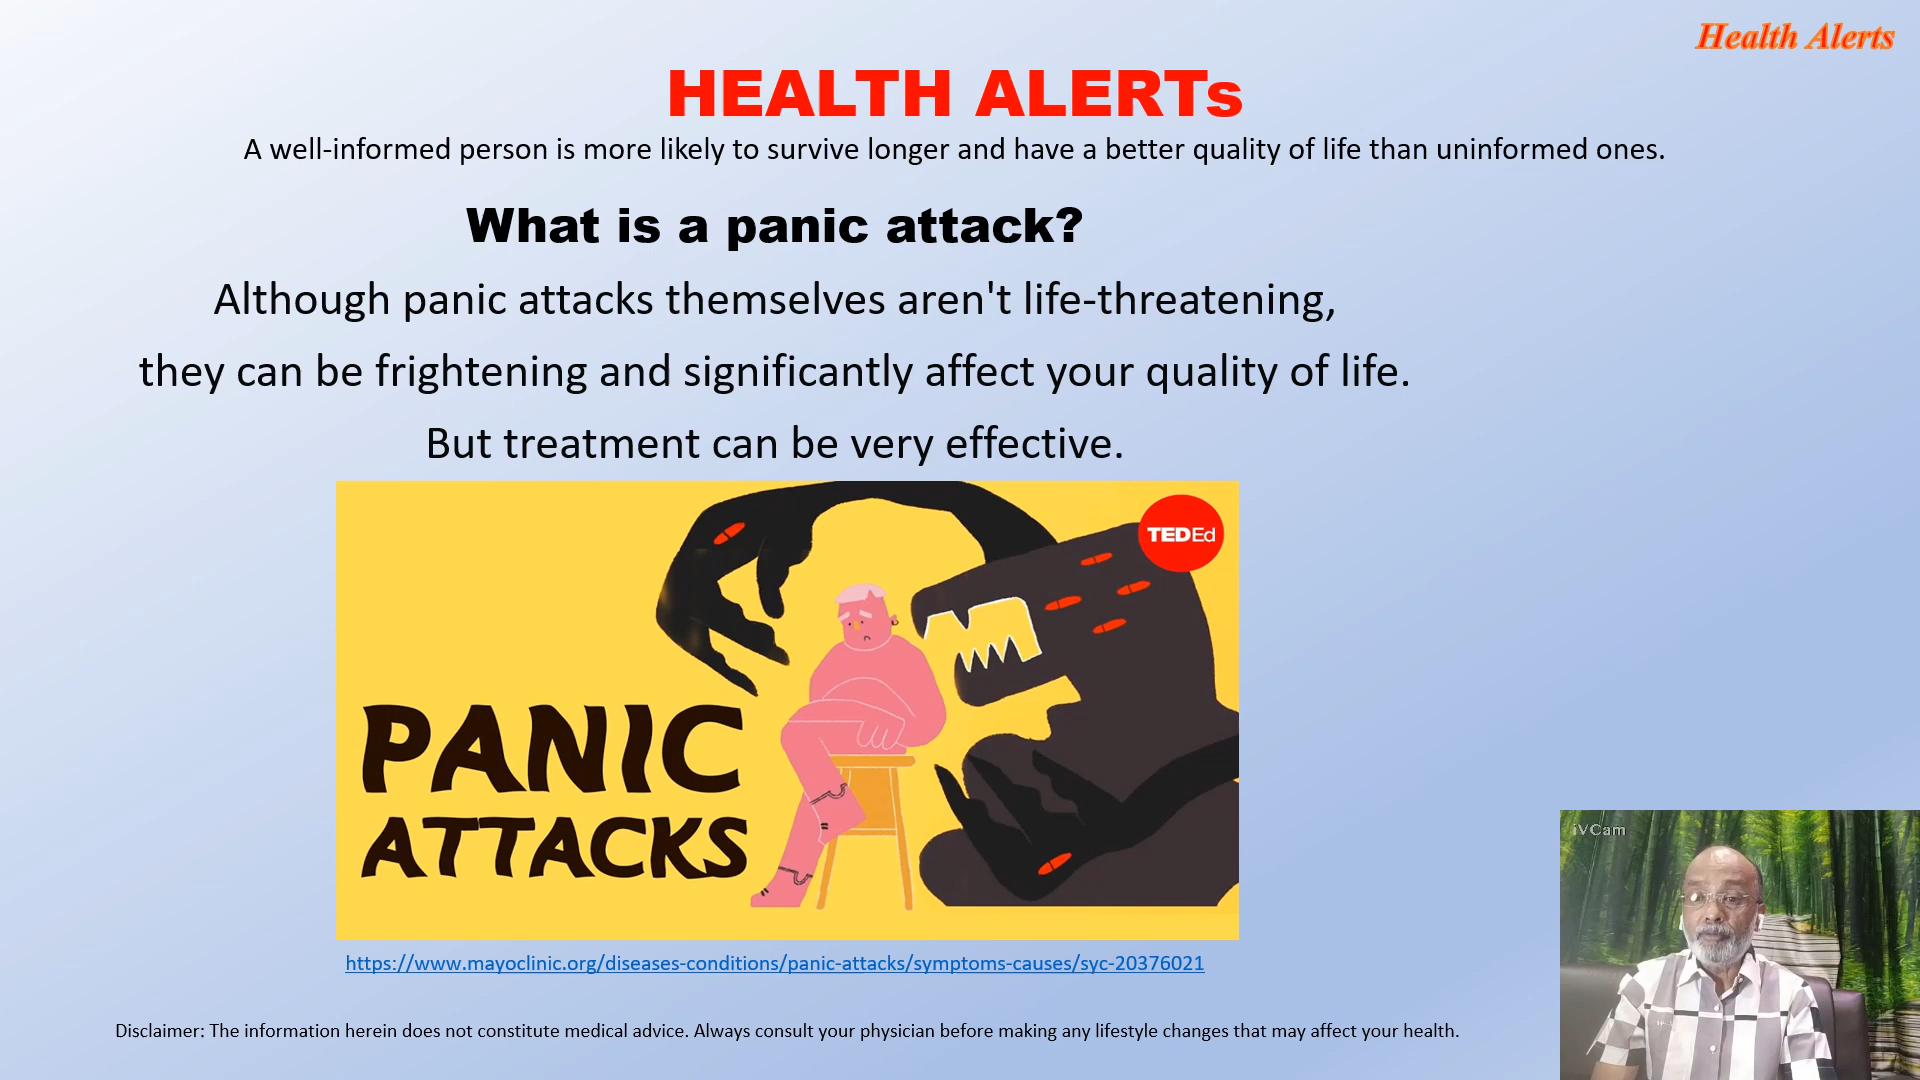 Health Alerts
HEALTH ALERTs
A well-informed person is more likely to survive longer and have a better quality of life than uninformed ones.
What is a panic attack?
Although panic attacks themselves aren't life-threatening,
they can be frightening and significantly affect your quality of life.
But treatment can be very effective.
TEDEd
PANIC
ATTACKS
https://www.mayoclinic.org/diseases-conditions/panic-attacks/symptoms-causes/syc-20376021
iVCam
Disclaimer: The information herein does not constitute medical advice. Always consult your physician before making any lifestyle changes that may affect your health.